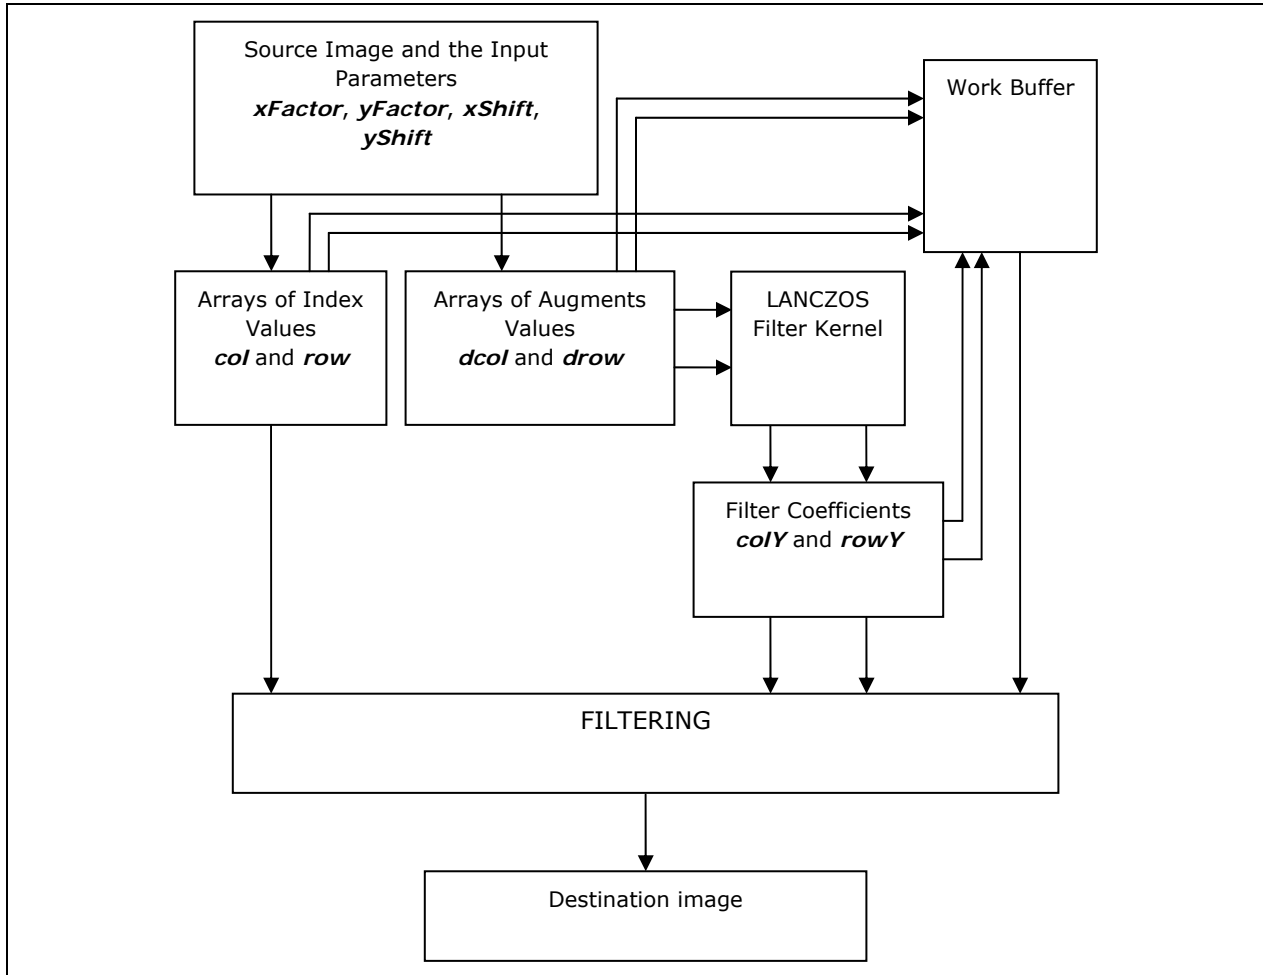 Source Image and the Input
Parameters
xFactor, yFactor, xShift,
yShift
Work Buffer
Arrays of Index
Values
col and row
Arrays of Augments
Values
dcol and drow
LANCZOS
Filter Kernel
Filter Coefficients
colY and rowY
FILTERING
Destination image